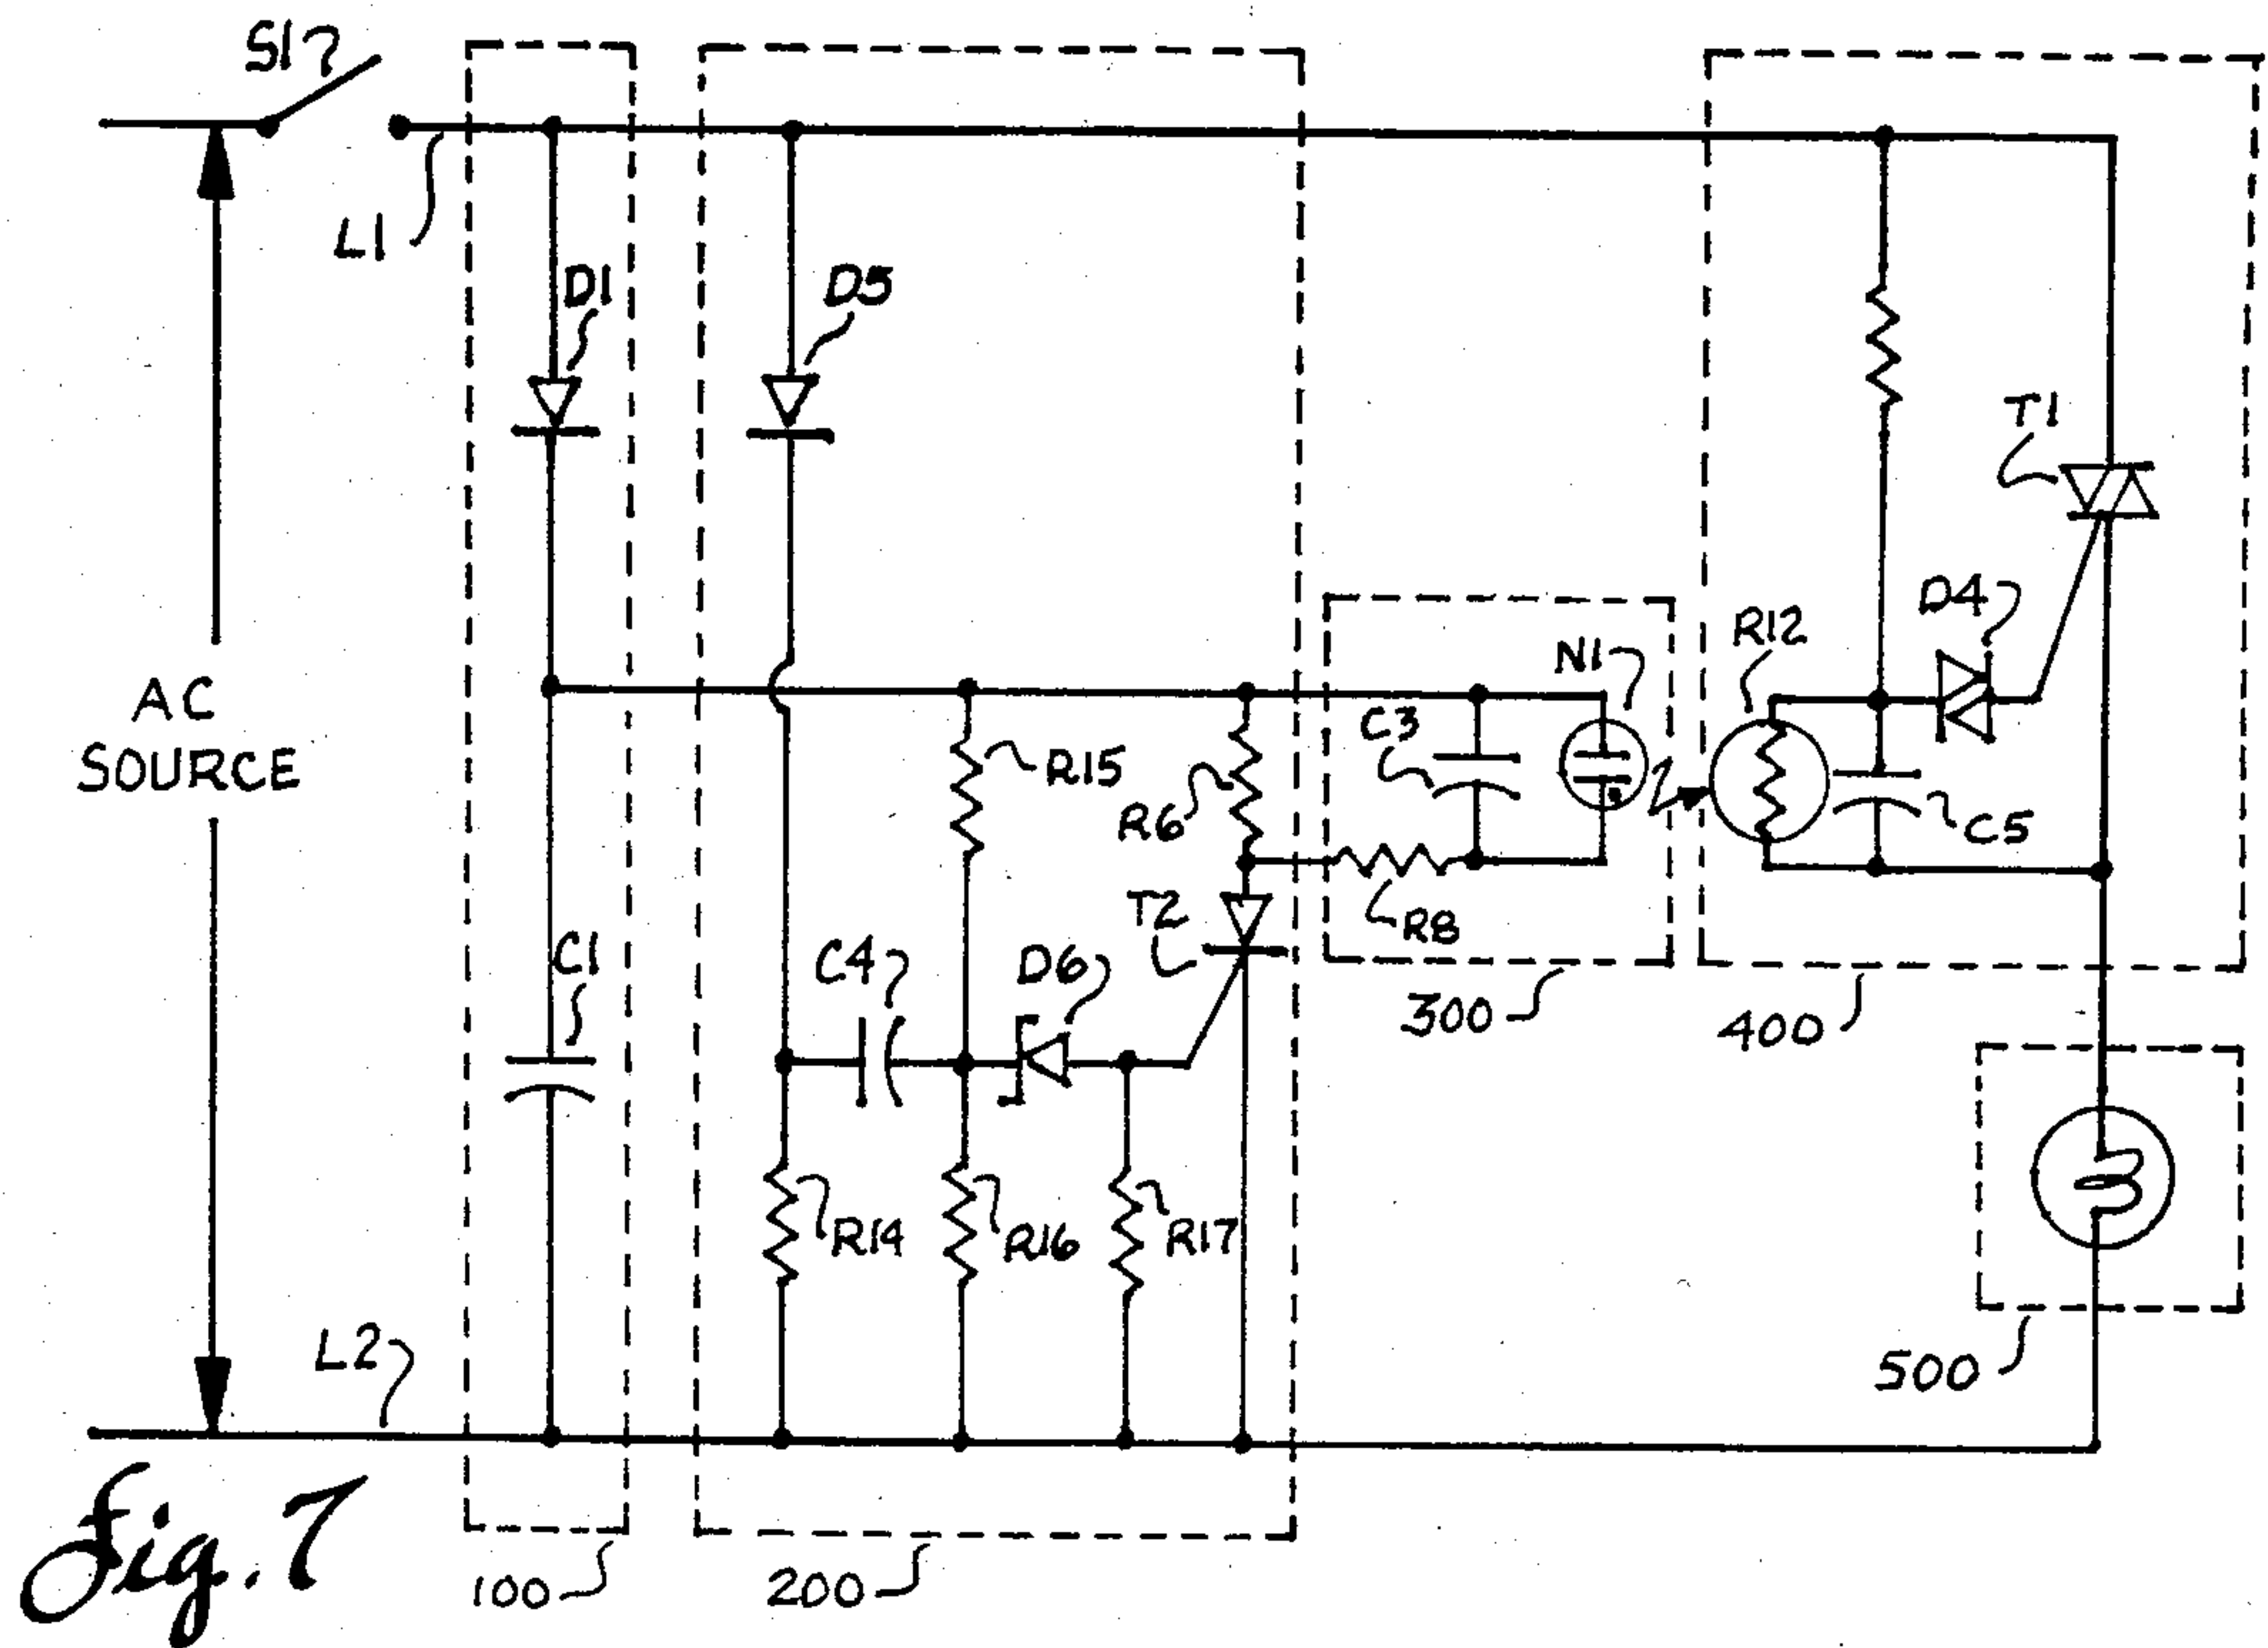 S1
L1
D1
D5
T1
AC
SOURCE
R15
R6
C3
N1
R12
D4
C5
R8
T2
C1
C4
D6
300
400
R14
R16
R17
L2
500
Fig. 7
100
200